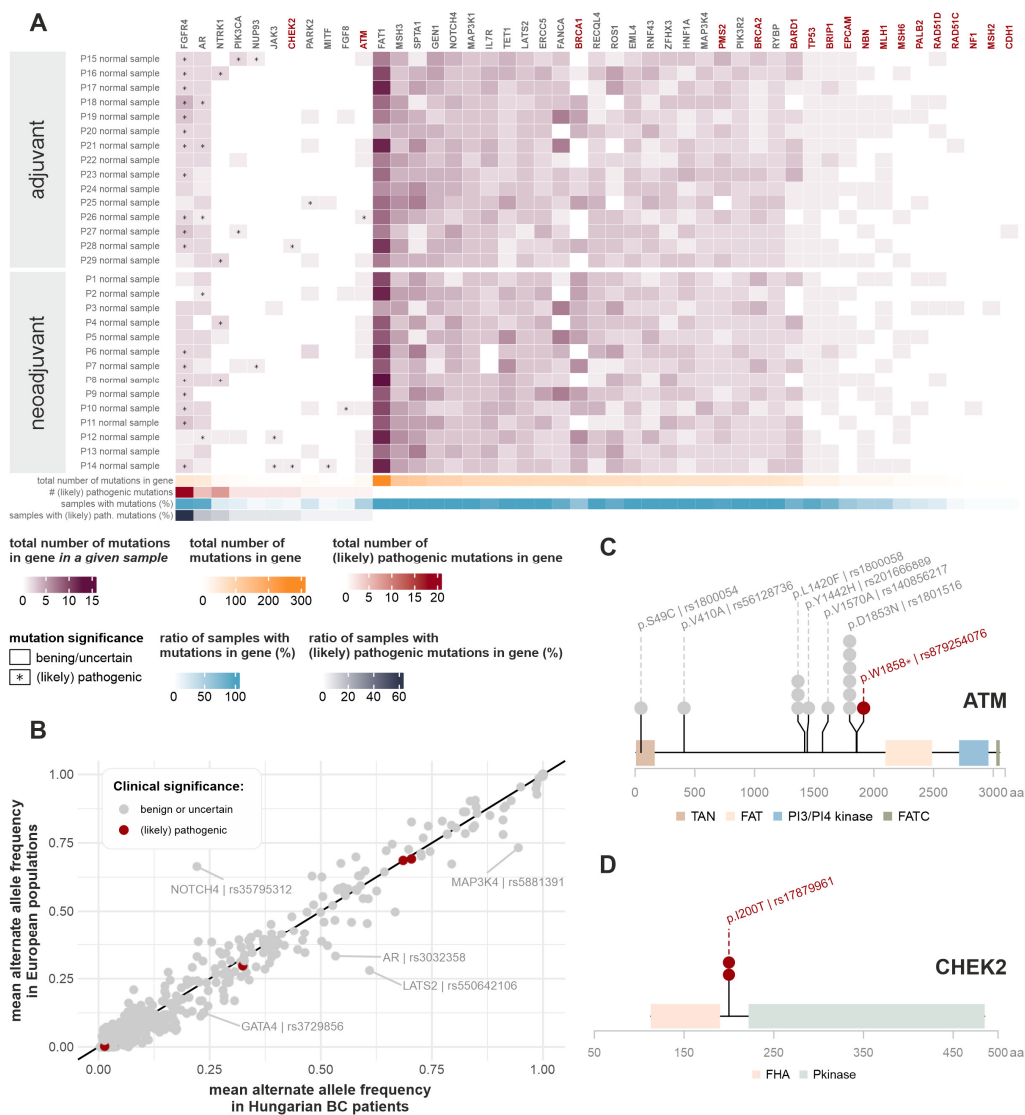 A
FGFR4
AR
NTRK1
PIK3CA
NUP93
JAK3
CHEK2
PARK2
MITF
FGF8
ATM
FAT1
MSH3
SPTA1
GEN1
NOTCH4
MAP3K1
IL7R
TET1
LATS2
ERCC5
FANCA
BRCA1
RECQL4
ROS1
EML4
RNF43
ZFHX3
HNF1A
MAP3K4
PMS2
PIK3R2
BRCA2
RYBP
BARD1
TP53
BRIP1
EPCAM
NBN
MLH1
MSH6
PALB2
RAD51D
RAD51C
NF1
MSH2
CDH1
adjuvant
P15 normal sample
P16 normal sample
P17 normal sample
P18 normal sample
P19 normal sample
P20 normal sample
P21 normal sample
P22 normal sample
P23 normal sample
P24 normal sample
P25 normal sample
P26 normal sample
P27 normal sample
P28 normal sample
P29 normal sample
neoadjuvant
P1 normal sample
P2 normal sample
P3 normal sample
P4 normal sample
P5 normal sample
P6 normal sample
P7 normal sample
P8 normal sample
P9 normal sample
P10 normal sample
P11 normal sample
P12 normal sample
P13 normal sample
P14 normal sample
total number of mutations in gene
# (likely) pathogenic mutations
samples with mutations (%)
samples with (likely) path. mutations (%)
total number of mutations
in gene in a given sample
0 5 10 15
total number of
mutations in gene
0 100 200 300
total number of
(likely) pathogenic mutations in gene
0 5 10 15 20
mutation significance
bening/uncertain
* (likely) pathogenic
ratio of samples with
mutations in gene (%)
0 50 100
ratio of samples with
(likely) pathogenic mutations in gene (%)
0 20 40 60
B
mean alternate allele frequency
in European populations
1.00
0.75
0.50
0.25
0.00
Clinical significance:
benign or uncertain
(likely) pathogenic
NOTCH4 | rs35795312
MAP3K4 | rs5881391
AR | rs3032358
LATS2 | rs550642106
GATA4 | rs3729856
0.00 0.25 0.50 0.75 1.00
mean alternate allele frequency
in Hungarian BC patients
C
p.S49C | rs1800054
p.V410A | rs56128736
p.L1420F | rs1800058
p.Y1442H | rs201666889
p.V1570A | rs140856217
p.D1853N | rs1801516
p.W1858* | rs879254076
ATM
0 500 1000 1500 2000 2500 3000 aa
TAN FAT PI3/PI4 kinase FATC
D
p.I200T | rs17879961
CHEK2
50 150 250 350 450 500 aa
FHA Pkinase